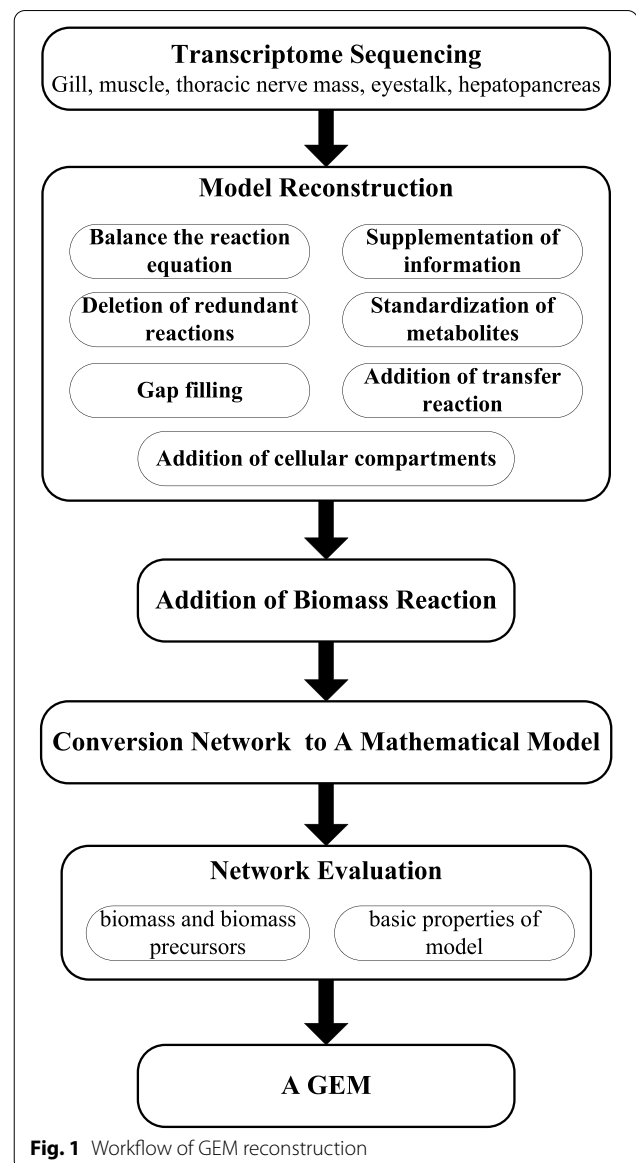 Transcriptome Sequencing
Gill, muscle, thoracic nerve mass, eyestalk, hepatopancreas
Model Reconstruction
Balance the reaction
equation
Supplementation of
information
Deletion of redundant
reactions
Standardization of
metabolites
Gap filling
Addition of transfer
reaction
Addition of cellular compartments
Addition of Biomass Reaction
Conversion Network to A Mathematical Model
Network Evaluation
biomass and biomass
precursors
basic properties of
model
A GEM
Fig. 1 Workflow of GEM reconstruction